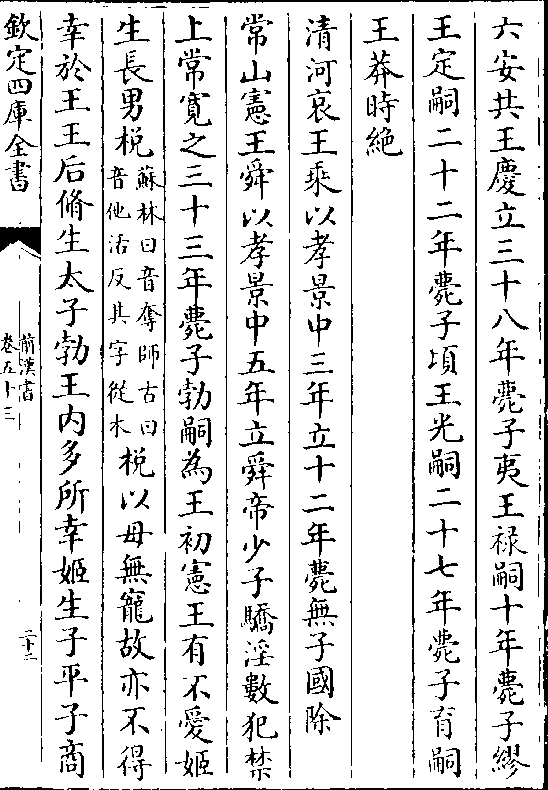 六安共王慶立三十八年薨子夷王禄嗣十年薨子繆
王定嗣二十二年薨子頃王光嗣二十七年薨子育嗣
王莽時絶
清河哀王乗以孝景中三年立十二年薨無子國除
常山憲王舜以孝景中五年立舜帝少子驕淫數犯禁
上常寛之三十三年薨子勃嗣為王初憲王有不愛姬
生長男棁蘇林曰音奪師古曰音他活反其字從木棁以母無寵故亦不得
幸於王王后脩生太子勃王内多所幸姬生子平子商
欽定四庫全書
前漢書
卷五十三
二十二